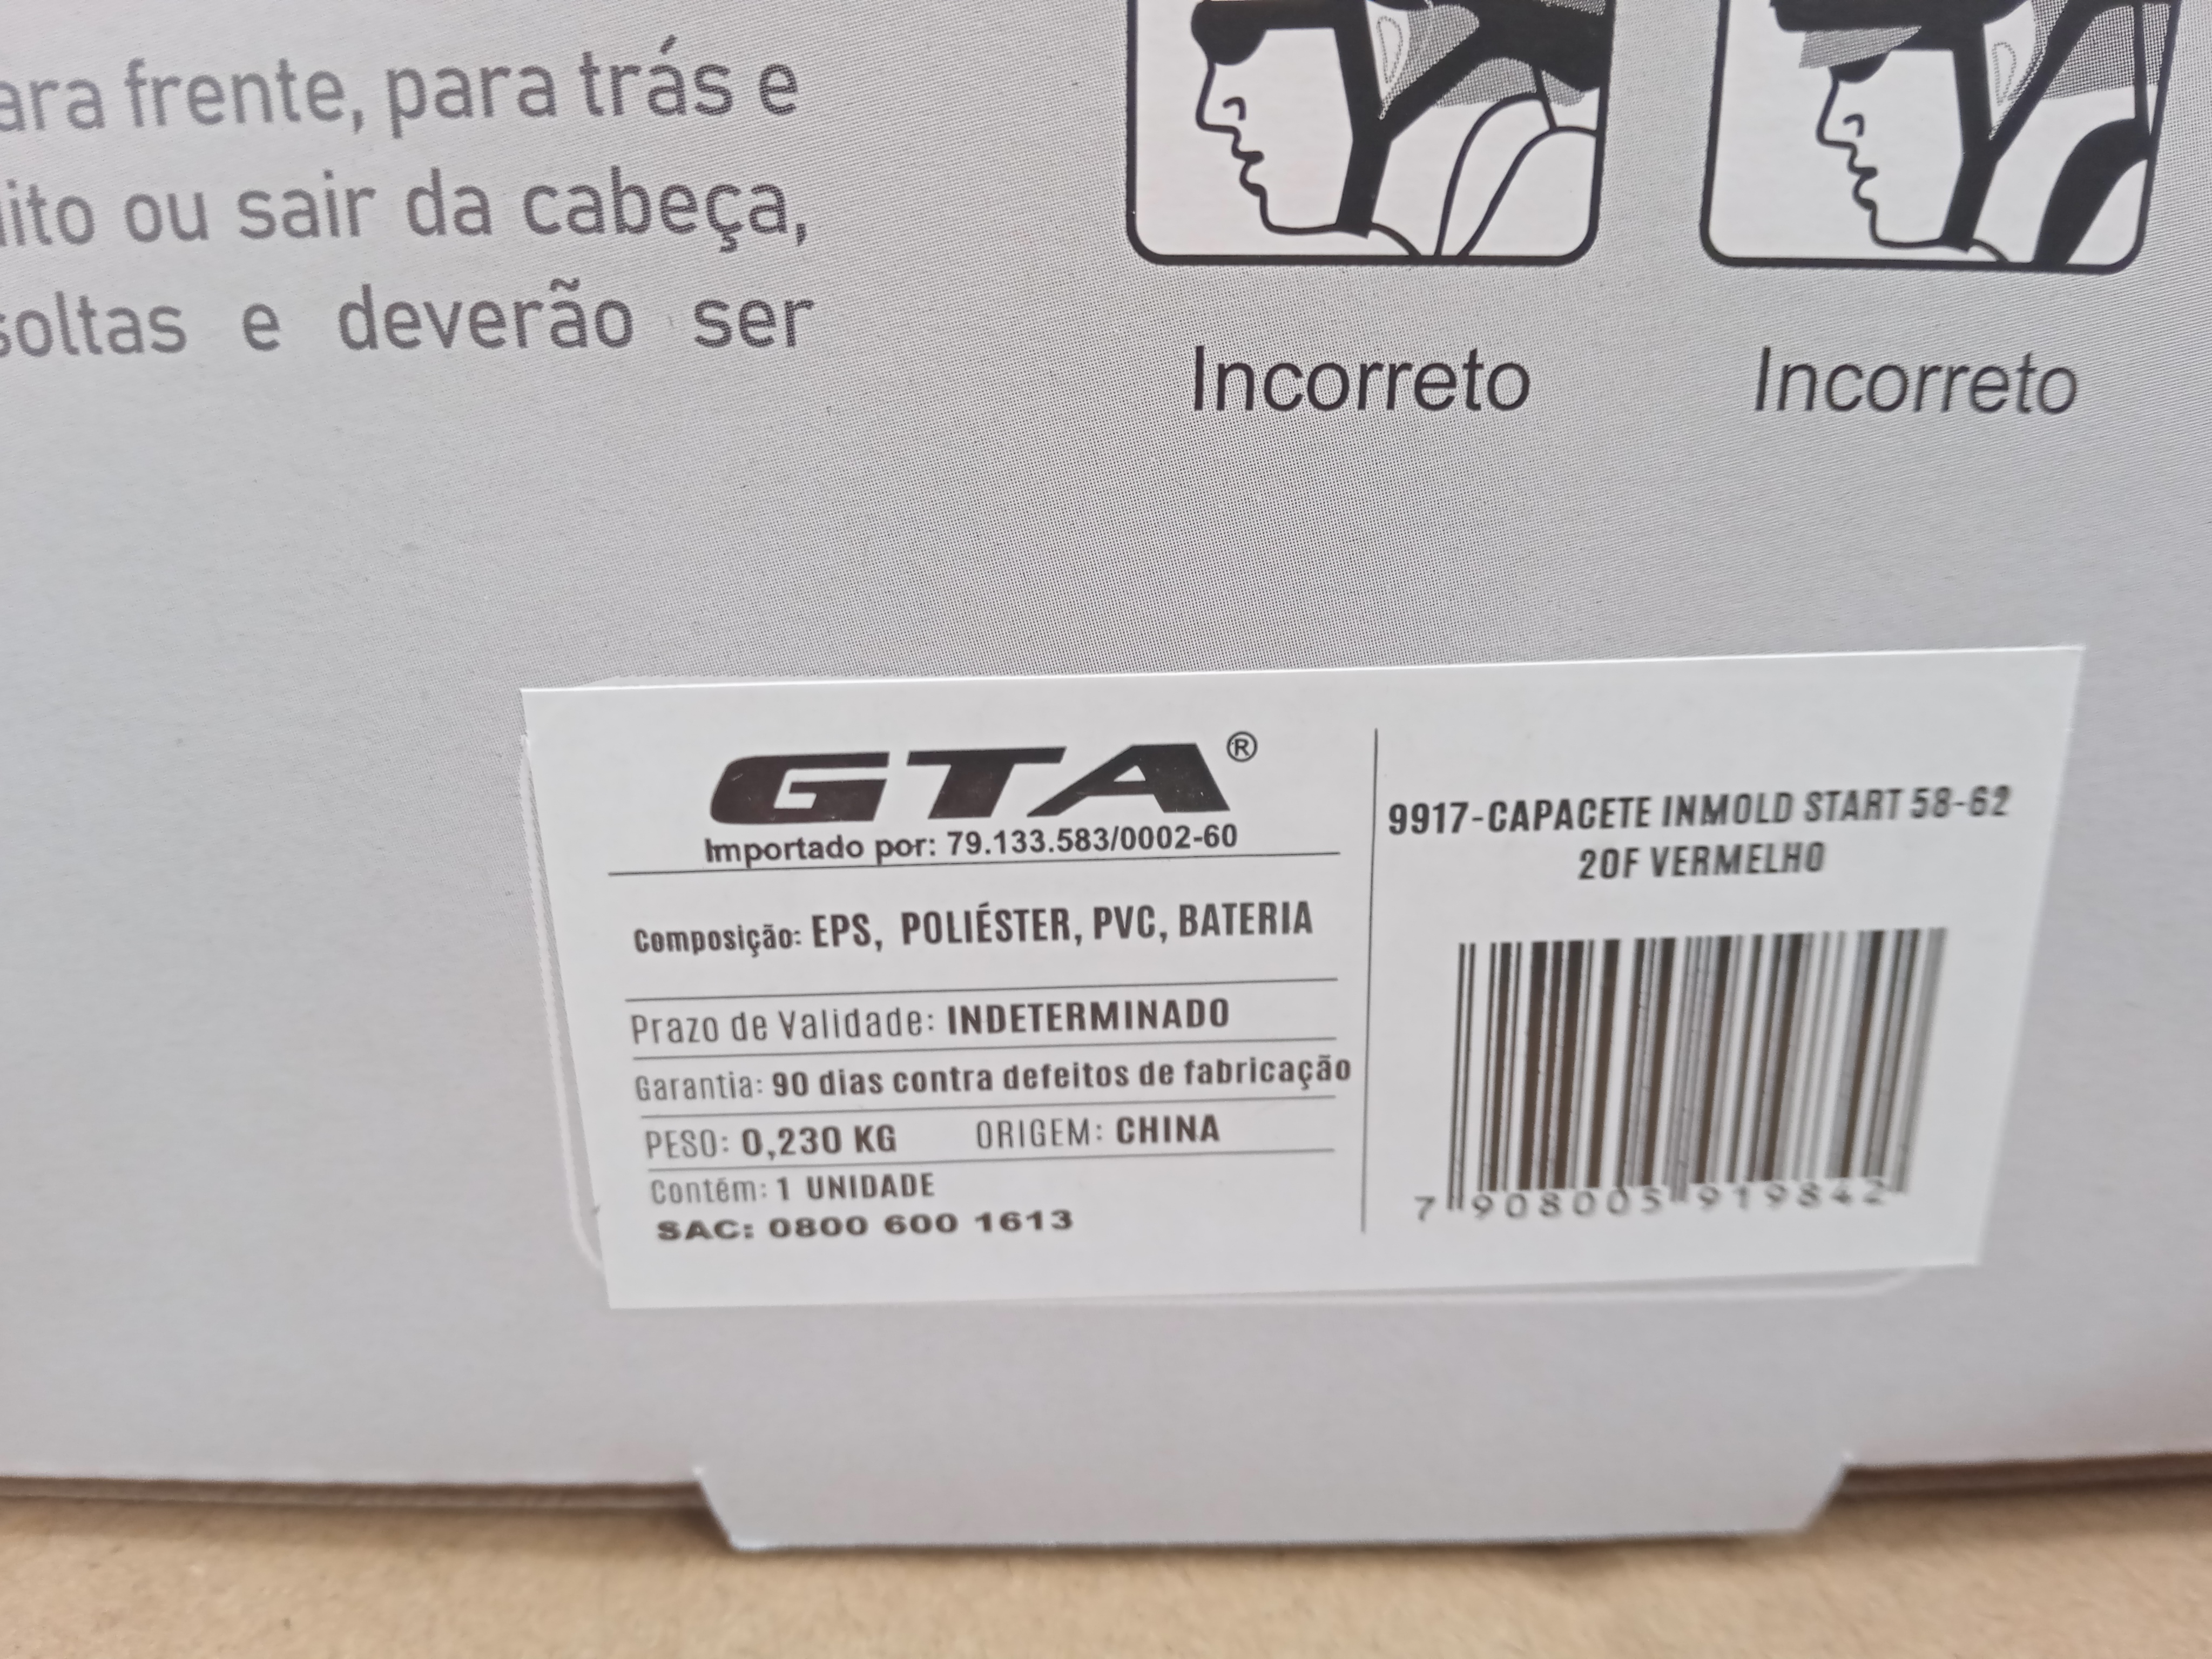 ara frente, para trás e
ito ou sair da cabeça,
soltas e deverão ser
Incorreto
Incorreto
GTA®
Importado por: 79.133.583/0002-60
Composição: EPS, POLIÉSTER, PVC, BATERIA
Prazo de Validade: INDETERMINADO
Garantia: 90 dias contra defeitos de fabricação
PESO: 0,230 KG ORIGEM: CHINA
Contém: 1 UNIDADE
SAC: 0800 600 1613
9917-CAPACETE INMOLD START 58-62
20F VERMELHO
7 908005 919842